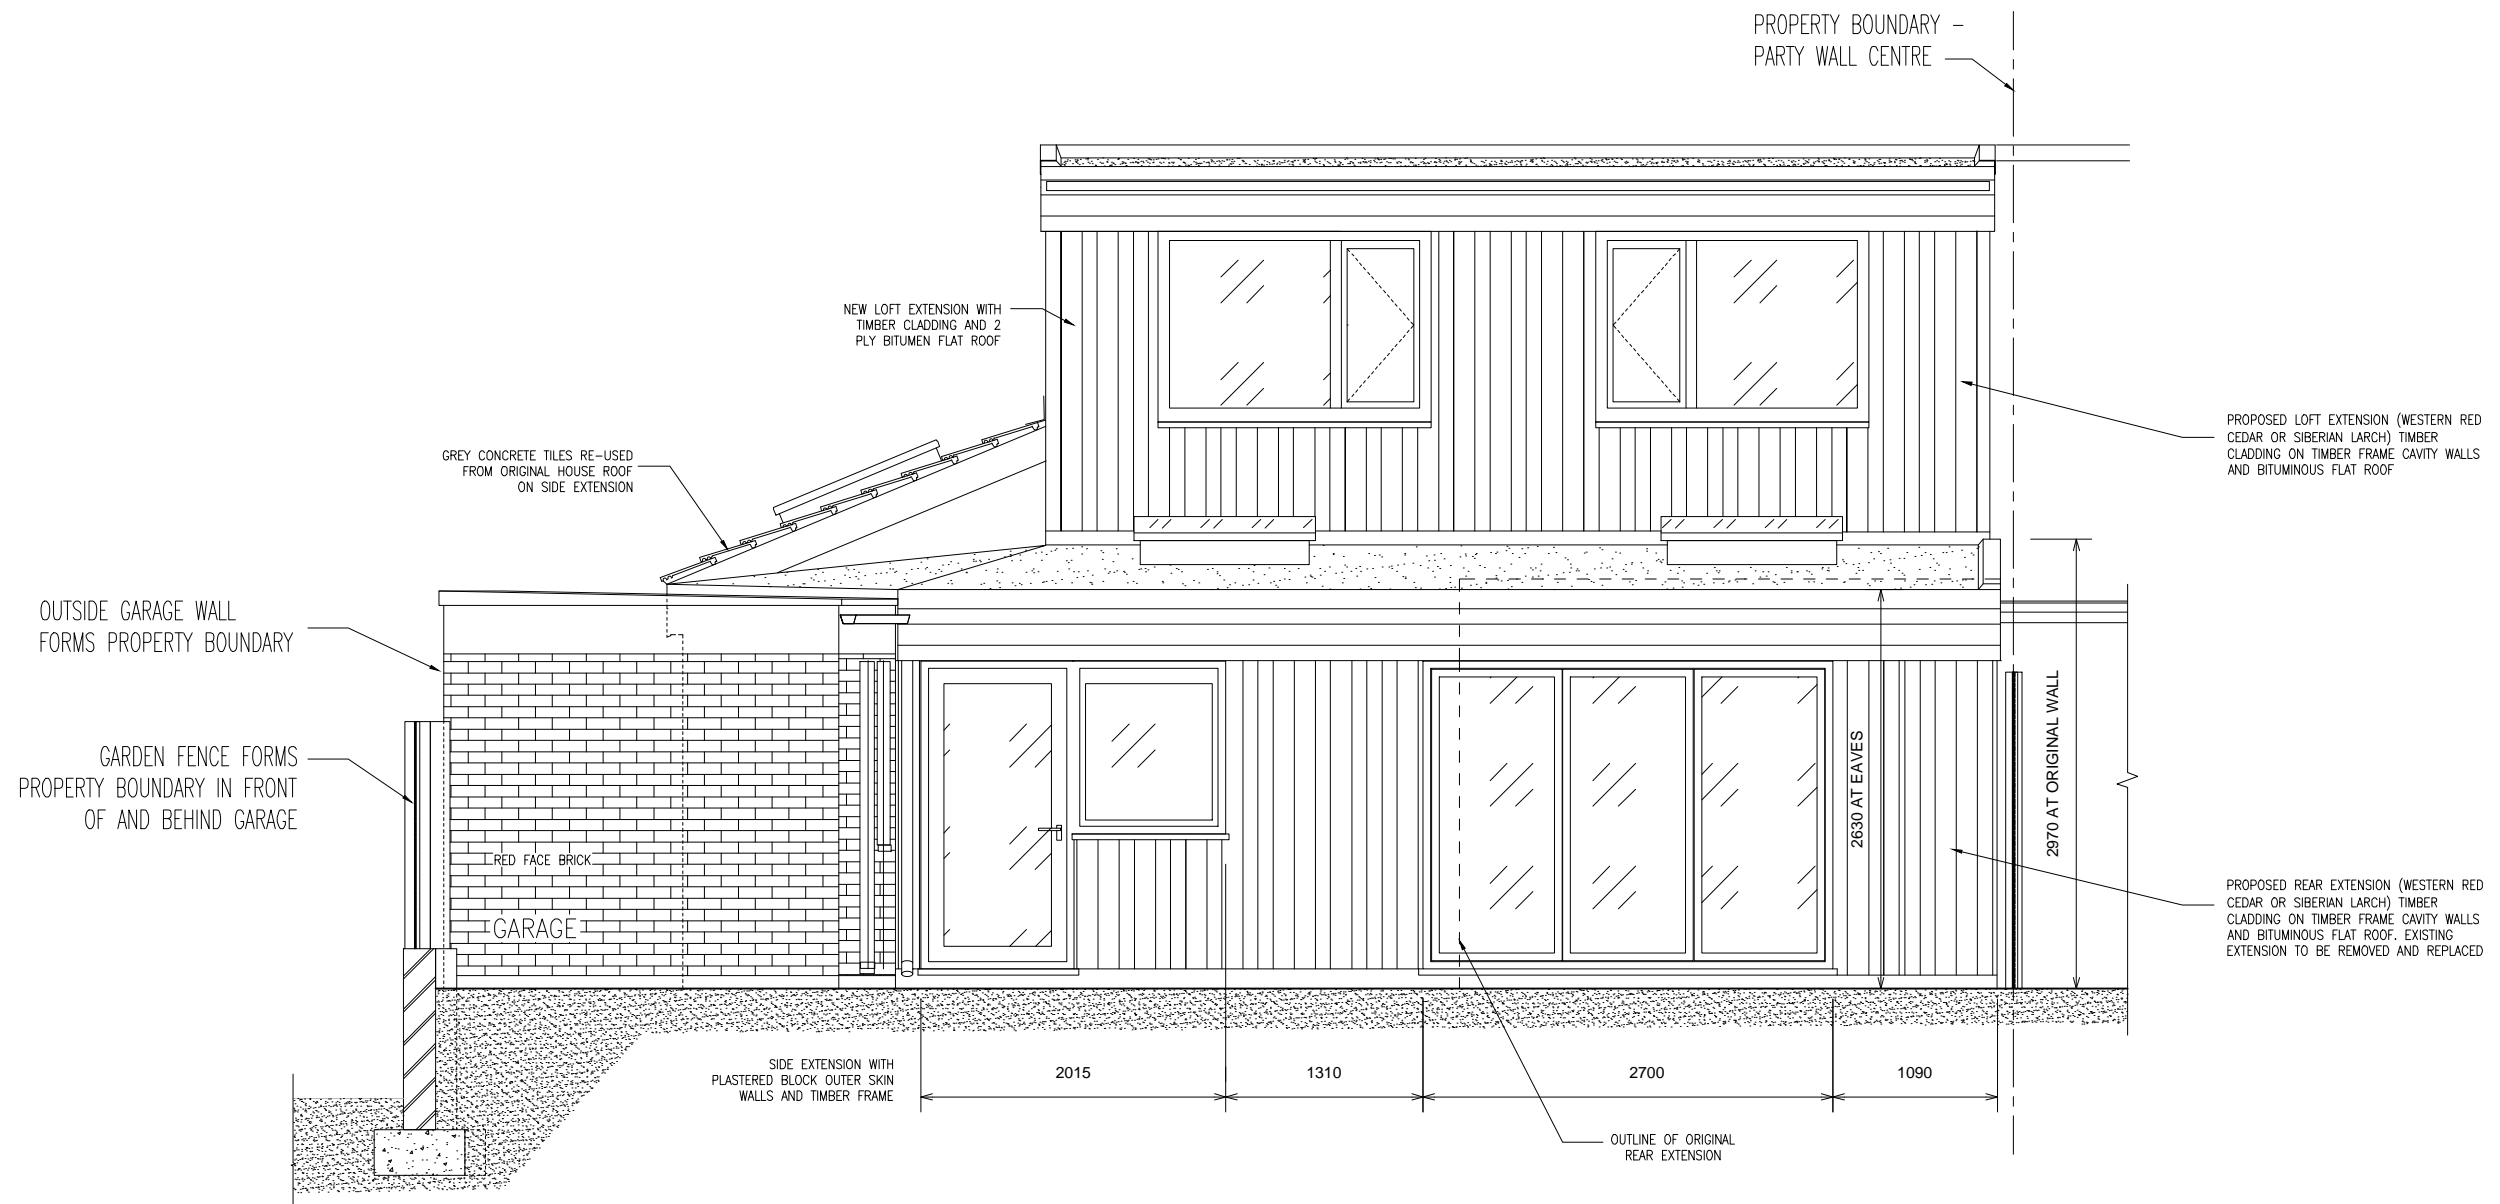 PROPERTY BOUNDARY -
PARTY WALL CENTRE
NEW LOFT EXTENSION WITH
TIMBER CLADDING AND 2
PLY BITUMEN FLAT ROOF
GREY CONCRETE TILES RE-USED
FROM ORIGINAL HOUSE ROOF
ON SIDE EXTENSION
PROPOSED LOFT EXTENSION (WESTERN RED
CEDAR OR SIBERIAN LARCH) TIMBER
CLADDING ON TIMBER FRAME CAVITY WALLS
AND BITUMINOUS FLAT ROOF
OUTSIDE GARAGE WALL
FORMS PROPERTY BOUNDARY
GARDEN FENCE FORMS
PROPERTY BOUNDARY IN FRONT
OF AND BEHIND GARAGE
RED FACE BRICK
GARAGE
2630 AT EAVES
2970 AT ORIGINAL WALL
PROPOSED REAR EXTENSION (WESTERN RED
CEDAR OR SIBERIAN LARCH) TIMBER
CLADDING ON TIMBER FRAME CAVITY WALLS
AND BITUMINOUS FLAT ROOF. EXISTING
EXTENSION TO BE REMOVED AND REPLACED
SIDE EXTENSION WITH
PLASTERED BLOCK OUTER SKIN
WALLS AND TIMBER FRAME
2015
1310
2700
1090
OUTLINE OF ORIGINAL
REAR EXTENSION